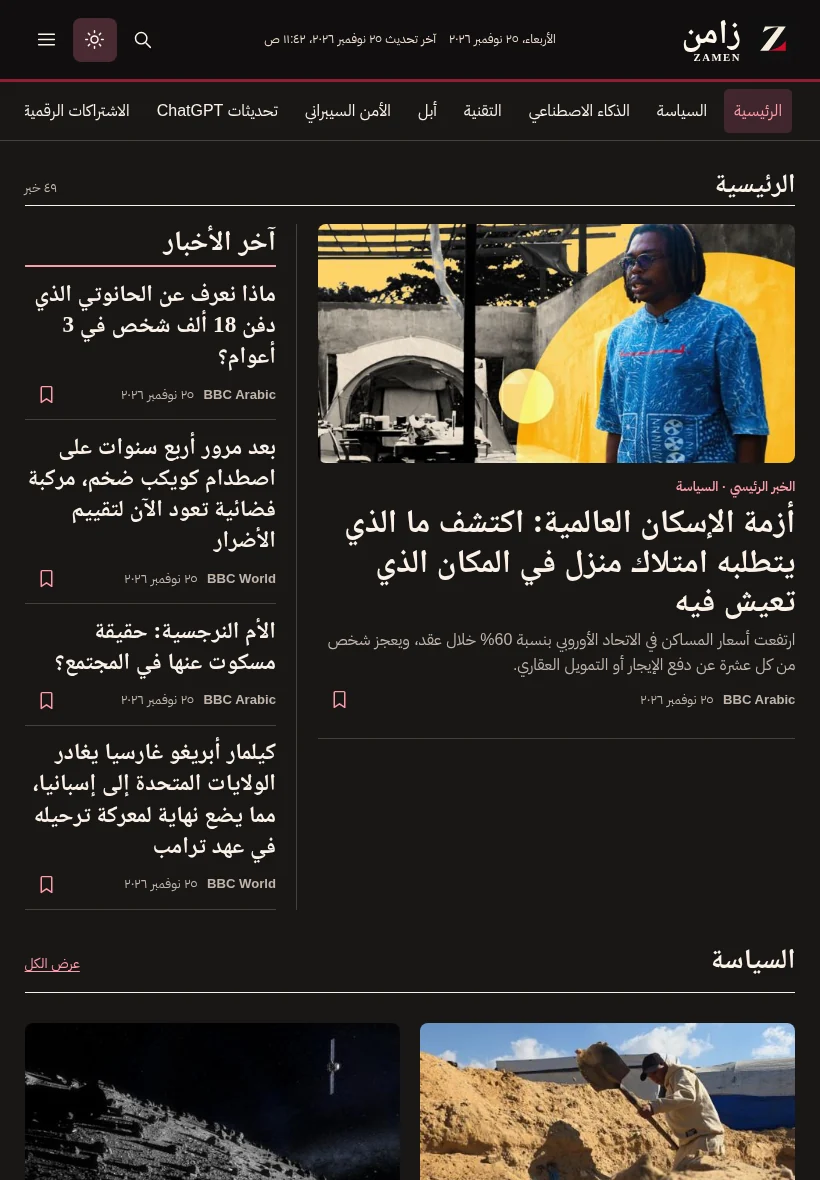 زامن
ZAMEN
الأربعاء، ٢٥ نوفمبر ٢٠٢٦
آخر تحديث ٢٥ نوفمبر ٢٠٢٦، ١١:٤٢ ص
الرئيسية
السياسة
الذكاء الاصطناعي
التقنية
أبل
الأمن السيبراني
تحديثات ChatGPT
الاشتراكات الرقمية
الرئيسية
٤٩ خبر
الخبر الرئيسي · السياسة
أزمة الإسكان العالمية: اكتشف ما الذي
يتطلبه امتلاك منزل في المكان الذي
تعيش فيه
ارتفعت أسعار المساكن في الاتحاد الأوروبي بنسبة 60% خلال عقد، ويعجز شخص
من كل عشرة عن دفع الإيجار أو التمويل العقاري.
BBC Arabic ٢٥ نوفمبر ٢٠٢٦
آخر الأخبار
ماذا نعرف عن الحانوتي الذي
دفن 18 ألف شخص في 3
أعوام؟
BBC Arabic ٢٥ نوفمبر ٢٠٢٦
بعد مرور أربع سنوات على
اصطدام كويكب ضخم، مركبة
فضائية تعود الآن لتقييم
الأضرار
BBC World ٢٥ نوفمبر ٢٠٢٦
الأم النرجسية: حقيقة
مسكوت عنها في المجتمع؟
BBC Arabic ٢٥ نوفمبر ٢٠٢٦
كيلمار أبريغو غارسيا يغادر
الولايات المتحدة إلى إسبانيا،
مما يضع نهاية لمعركة ترحيله
في عهد ترامب
BBC World ٢٥ نوفمبر ٢٠٢٦
السياسة
عرض الكل